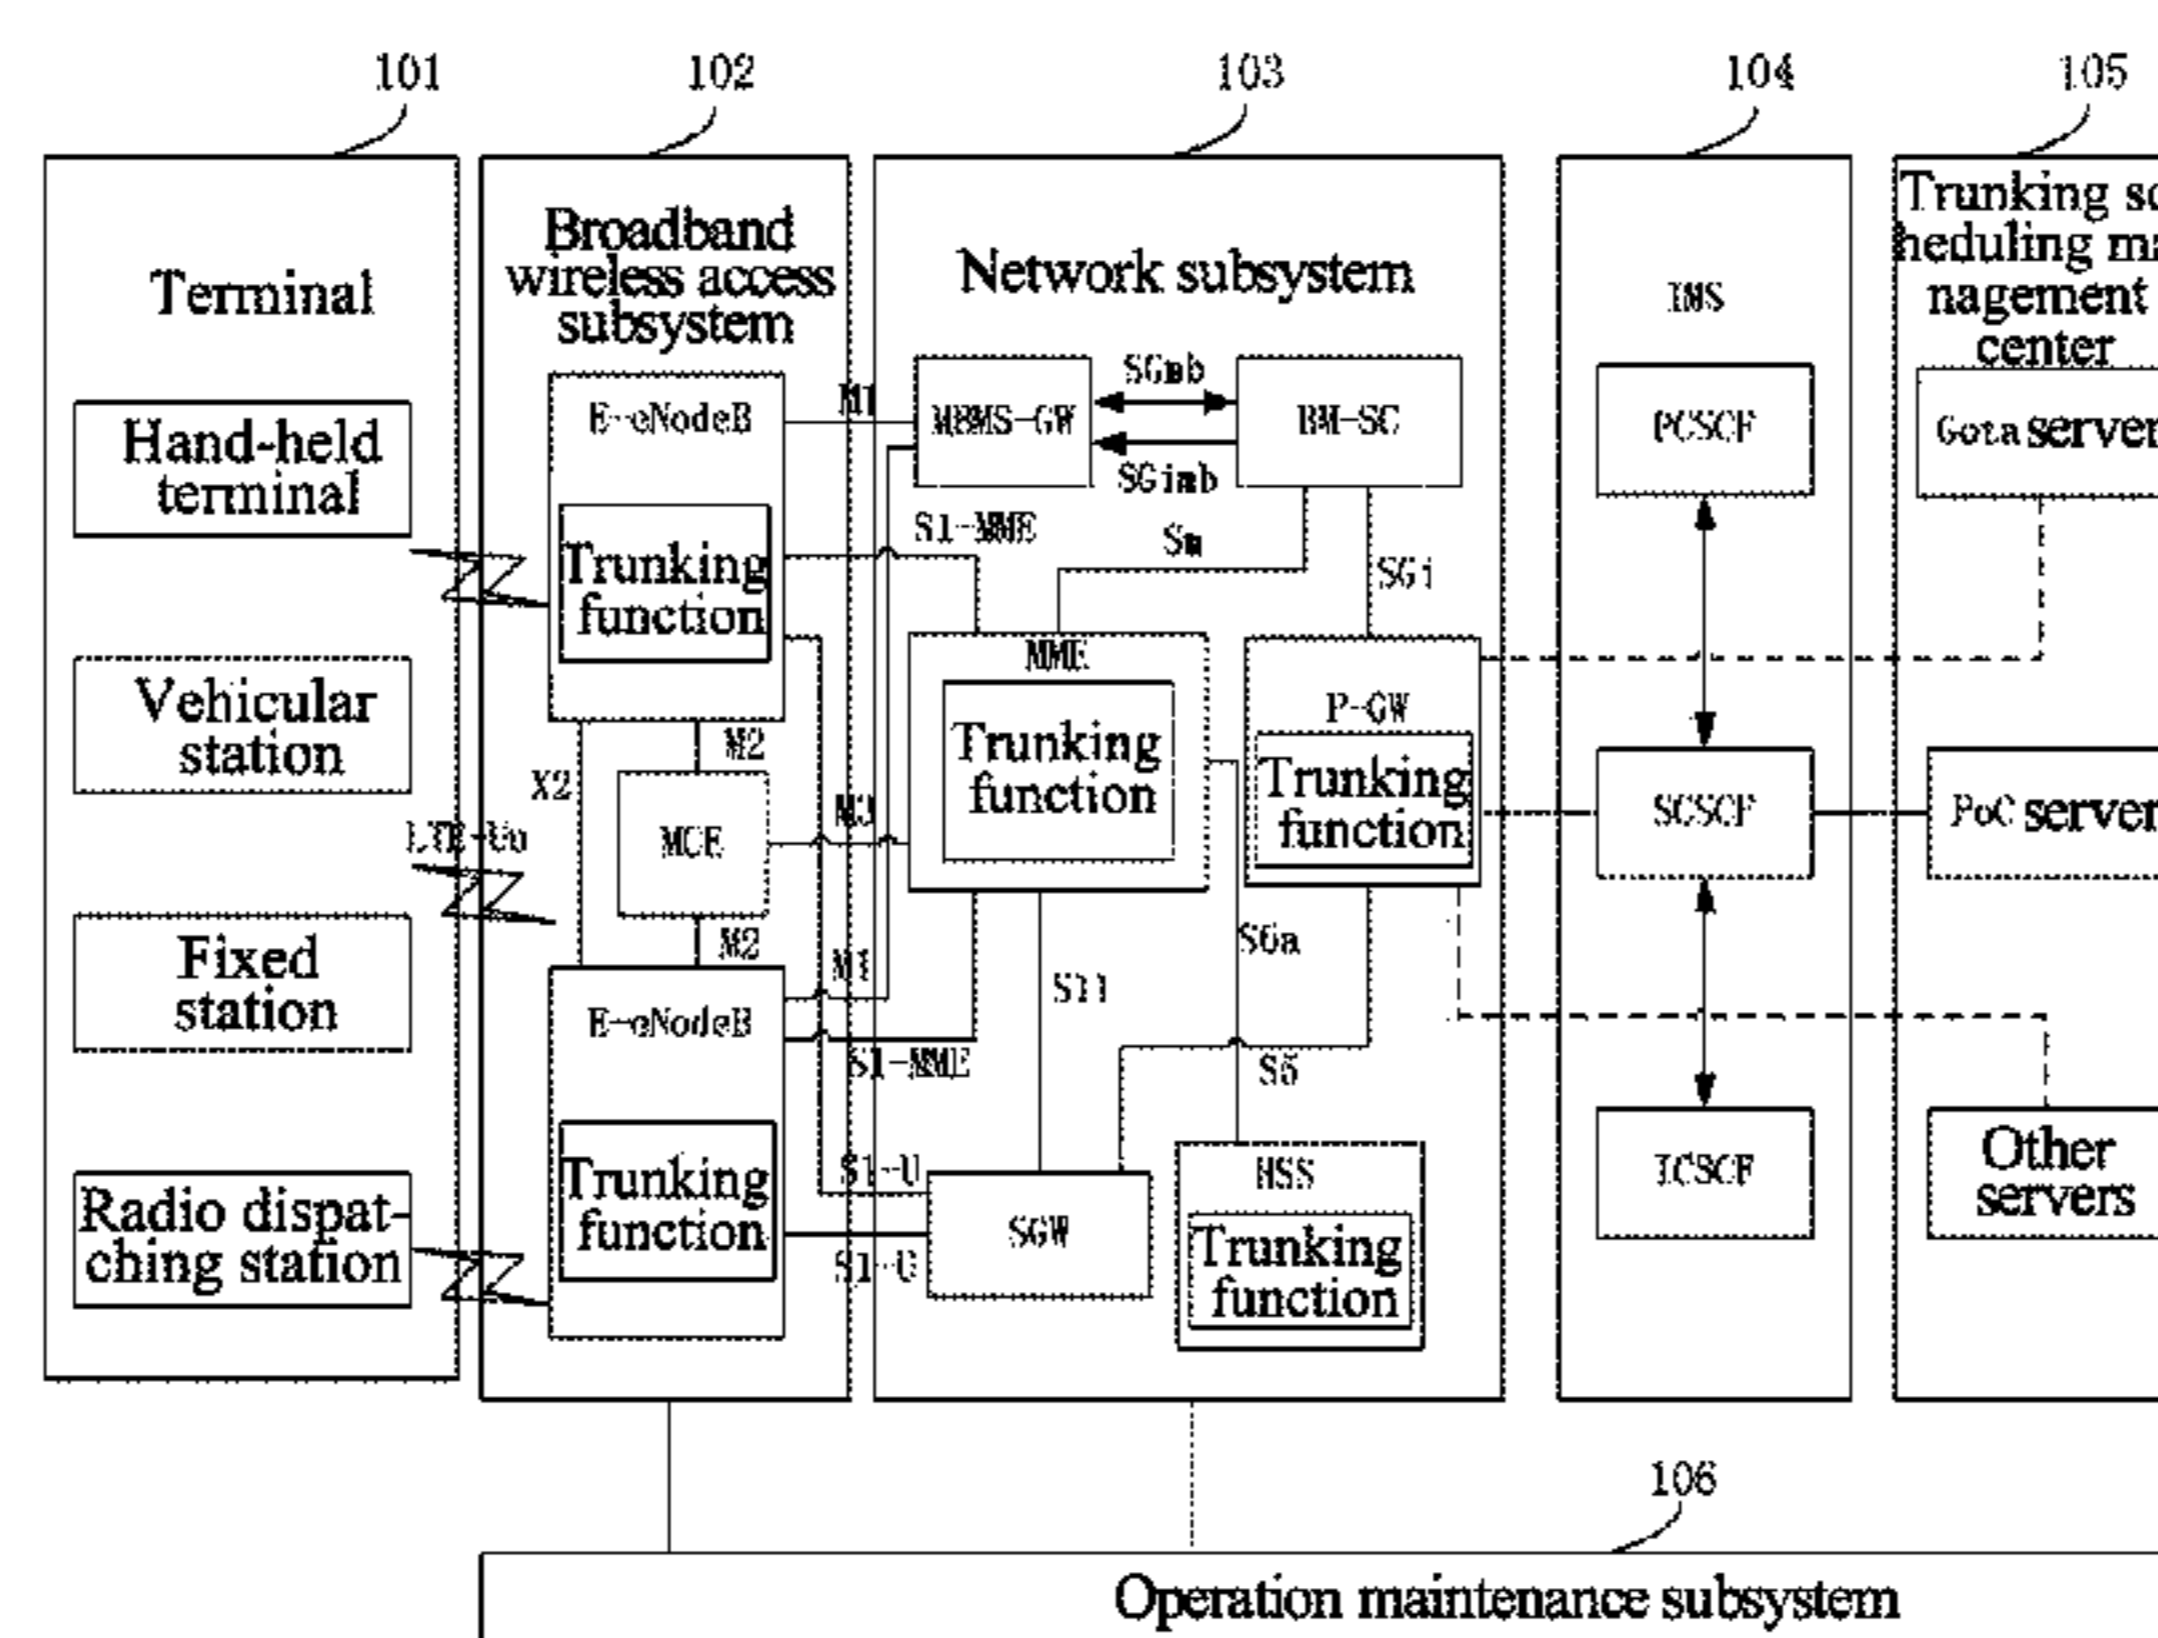 101
102
103
104
105
Terminal
Hand-held
terminal
Vehicular
station
LTE-Uu
Fixed
station
Radio dispat-
ching station
Broadband
wireless access
subsystem
E-eNodeB
Trunking
function
X2
M2
MCE
M2
E-eNodeB
Trunking
function
M1
S1-MME
M3
M1
S1-MME
S1-U
S1-U
Network subsystem
MBMS-GW
SGmb
SGimb
BM-SC
Sm
SGi
MME
Trunking
function
P-GW
Trunking
function
S6a
S11
S5
SGW
HSS
Trunking
function
IMS
PCSCF
SCSCF
ICSCF
Trunking sc
heduling ma
nagement
center
Gota server
PoC server
Other
servers
106
Operation maintenance subsystem